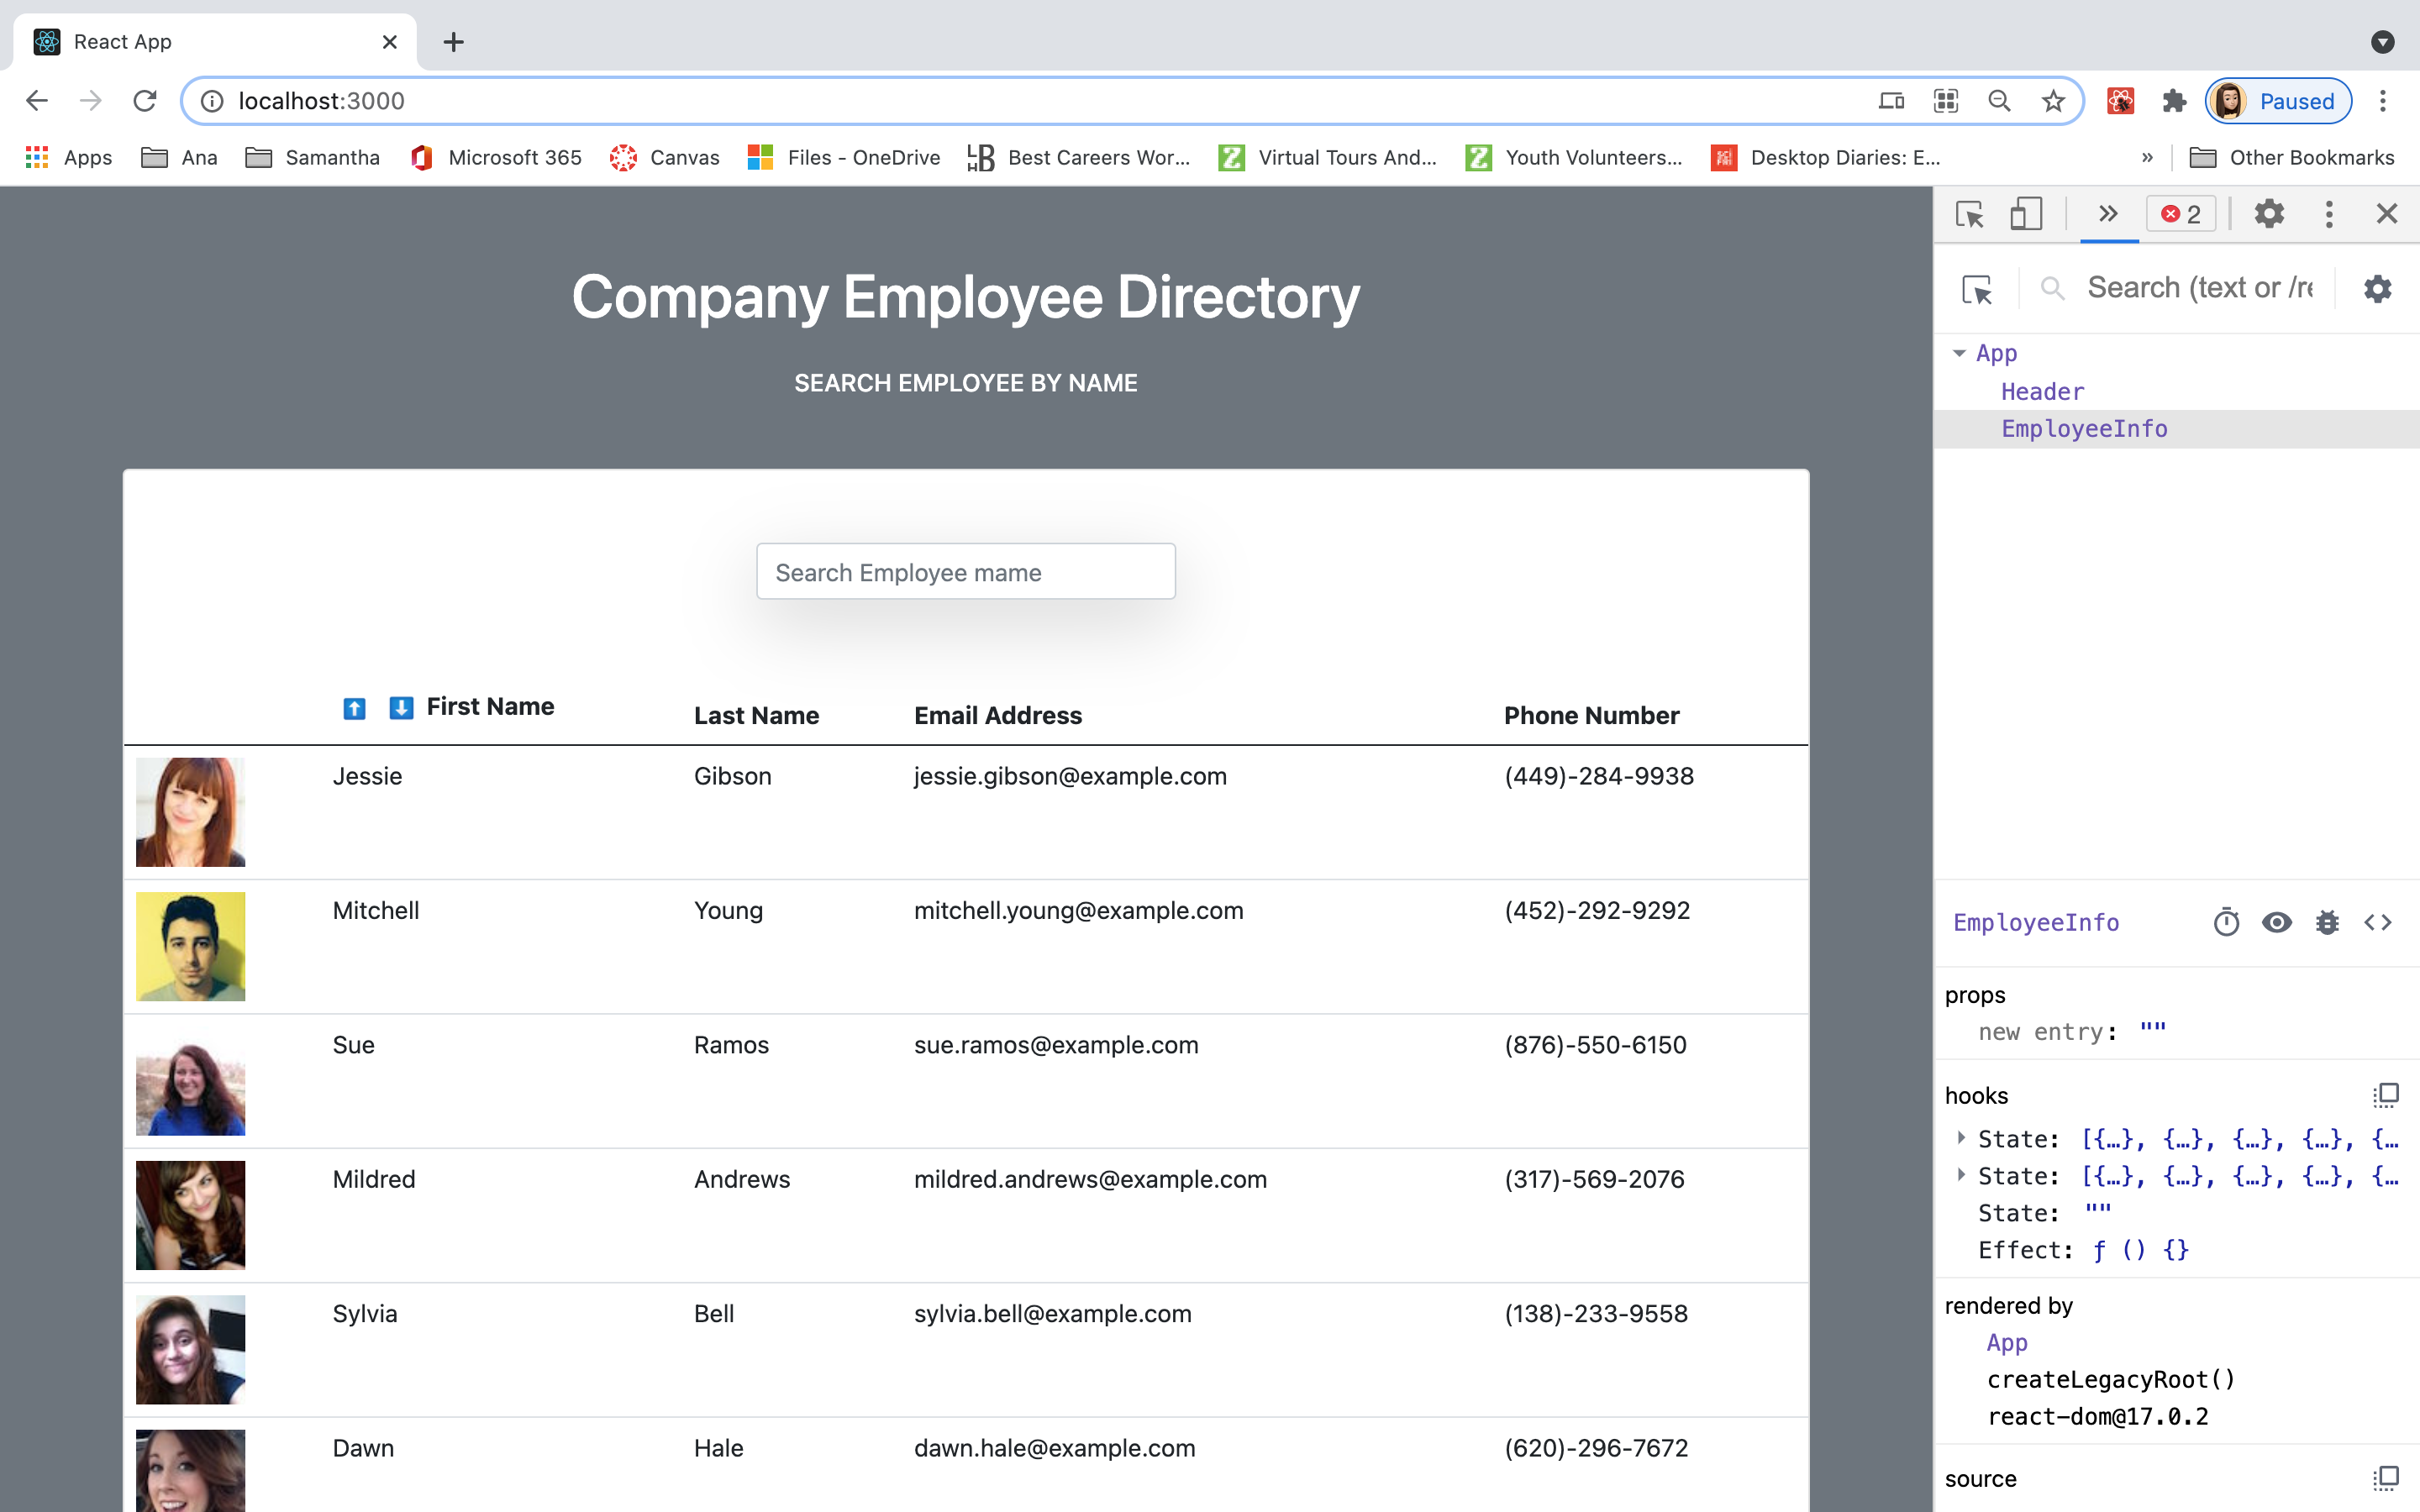 React App
localhost:3000
Paused
Apps Ana Samantha Microsoft 365 Canvas Files - OneDrive Best Careers Wor... Virtual Tours And... Youth Volunteers... Desktop Diaries: E... » Other Bookmarks
2
Company Employee Directory
SEARCH EMPLOYEE BY NAME
Search Employee mame
First Name Last Name Email Address Phone Number
Jessie Gibson jessie.gibson@example.com (449)-284-9938
Mitchell Young mitchell.young@example.com (452)-292-9292
Sue Ramos sue.ramos@example.com (876)-550-6150
Mildred Andrews mildred.andrews@example.com (317)-569-2076
Sylvia Bell sylvia.bell@example.com (138)-233-9558
Dawn Hale dawn.hale@example.com (620)-296-7672
Search (text or /re
App
Header
EmployeeInfo
EmployeeInfo
props
new entry: ""
hooks
State: [{…}, {…}, {…}, {…}, {…
State: [{…}, {…}, {…}, {…}, {…
State: ""
Effect: ƒ () {}
rendered by
App
createLegacyRoot()
react-dom@17.0.2
source